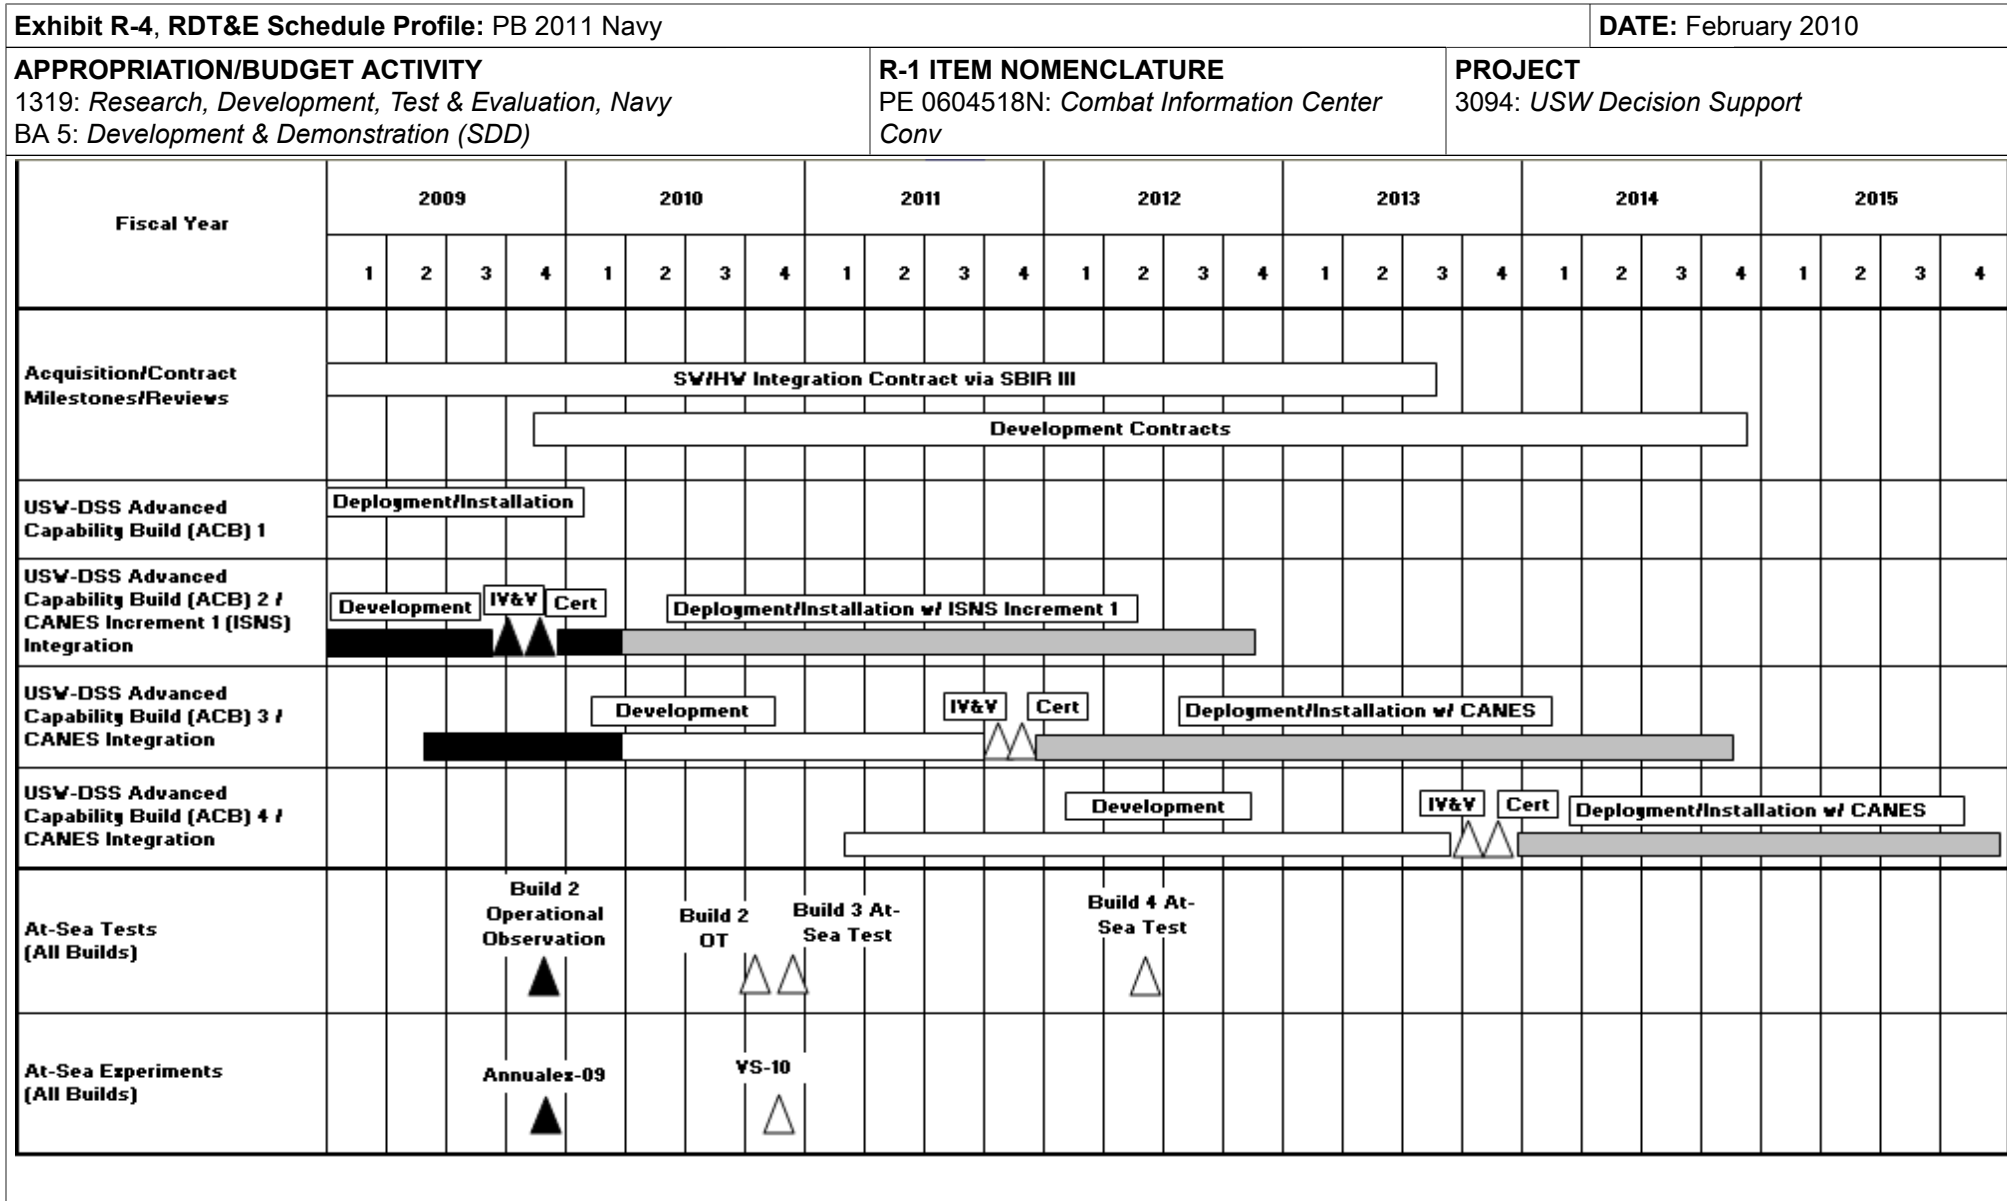 Exhibit R-4, RDT&E Schedule Profile: PB 2011 Navy
DATE: February 2010
APPROPRIATION/BUDGET ACTIVITY
1319: Research, Development, Test & Evaluation, Navy
BA 5: Development & Demonstration (SDD)
R-1 ITEM NOMENCLATURE
PE 0604518N: Combat Information Center
Conv
PROJECT
3094: USW Decision Support
Fiscal Year
2009 2010 2011 2012 2013 2014 2015
1 2 3 4 1 2 3 4 1 2 3 4 1 2 3 4 1 2 3 4 1 2 3 4 1 2 3 4
Acquisition/Contract
Milestones/Reviews
SW/HW Integration Contract via SBIR III
Development Contracts
USW-DSS Advanced
Capability Build (ACB) 1
Deployment/Installation
USW-DSS Advanced
Capability Build (ACB) 2 /
CANES Increment 1 (ISNS)
Integration
Development
IV&V
Cert
Deployment/Installation w/ ISNS Increment 1
USW-DSS Advanced
Capability Build (ACB) 3 /
CANES Integration
Development
IV&V
Cert
Deployment/Installation w/ CANES
USW-DSS Advanced
Capability Build (ACB) 4 /
CANES Integration
Development
IV&V
Cert
Deployment/Installation w/ CANES
At-Sea Tests
(All Builds)
Build 2
Operational
Observation
Build 2
OT
Build 3 At-
Sea Test
Build 4 At-
Sea Test
At-Sea Experiments
(All Builds)
Annualex-09
VS-10